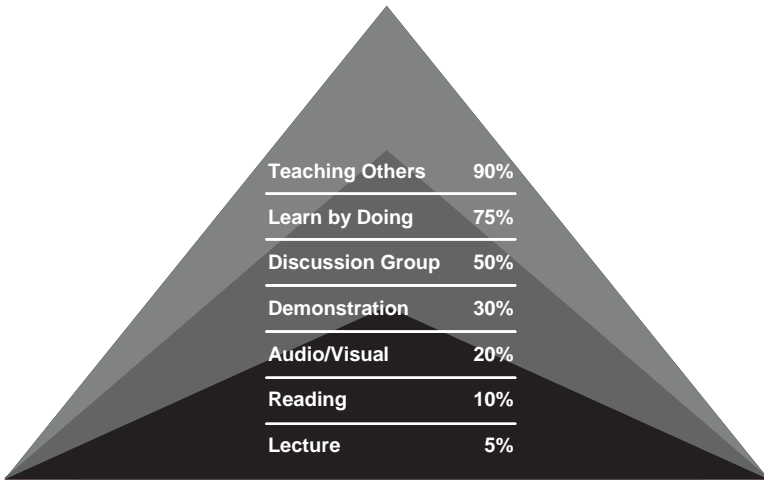 Teaching Others 90%
Learn by Doing 75%
Discussion Group 50%
Demonstration 30%
Audio/Visual 20%
Reading 10%
Lecture 5%